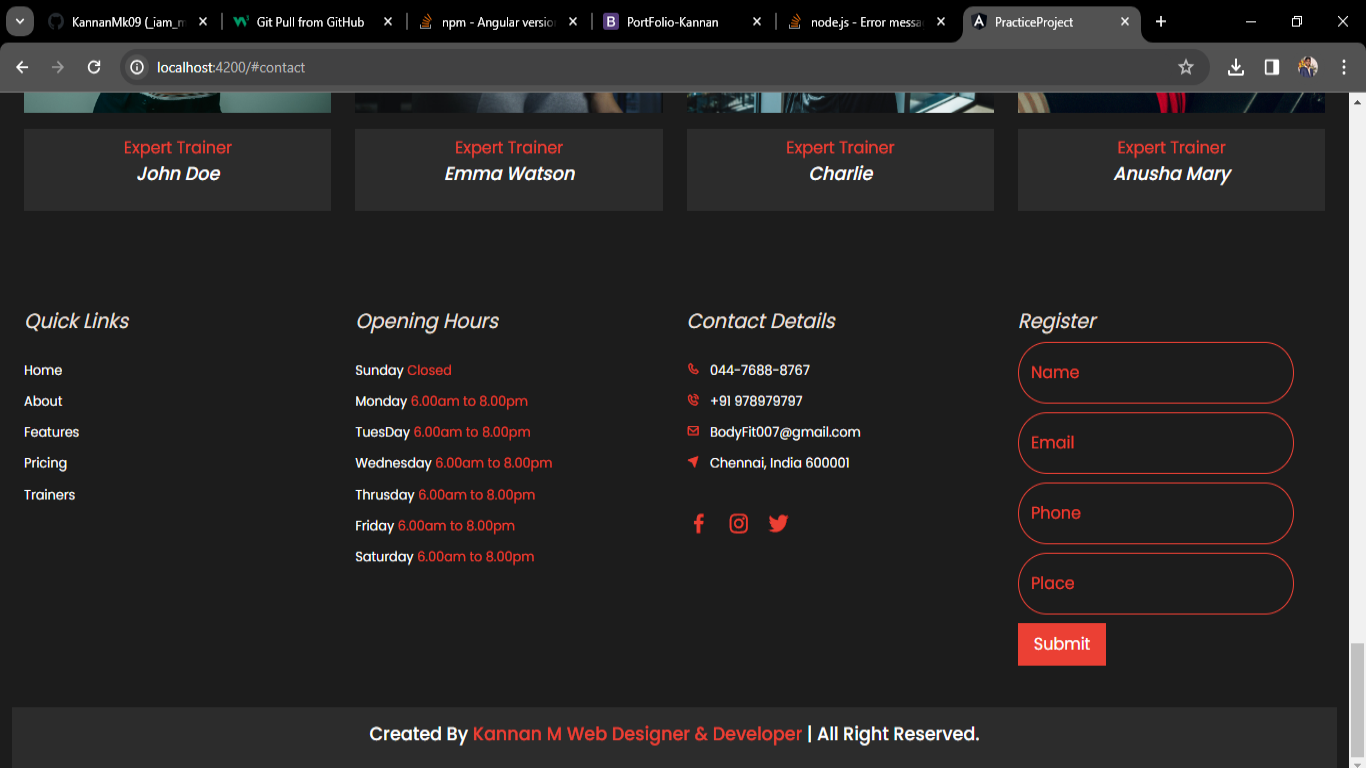 KannanMk09 (_iam_m
Git Pull from GitHub
npm - Angular versio
PortFolio-Kannan
node.js - Error messa
PracticeProject
localhost:4200/#contact
Expert Trainer
John Doe
Expert Trainer
Emma Watson
Expert Trainer
Charlie
Expert Trainer
Anusha Mary
Quick Links
Home
About
Features
Pricing
Trainers
Opening Hours
Sunday Closed
Monday 6.00am to 8.00pm
TuesDay 6.00am to 8.00pm
Wednesday 6.00am to 8.00pm
Thrusday 6.00am to 8.00pm
Friday 6.00am to 8.00pm
Saturday 6.00am to 8.00pm
Contact Details
044-7688-8767
+91 978979797
BodyFit007@gmail.com
Chennai, India 600001
Register
Name
Email
Phone
Place
Submit
Created By Kannan M Web Designer & Developer | All Right Reserved.